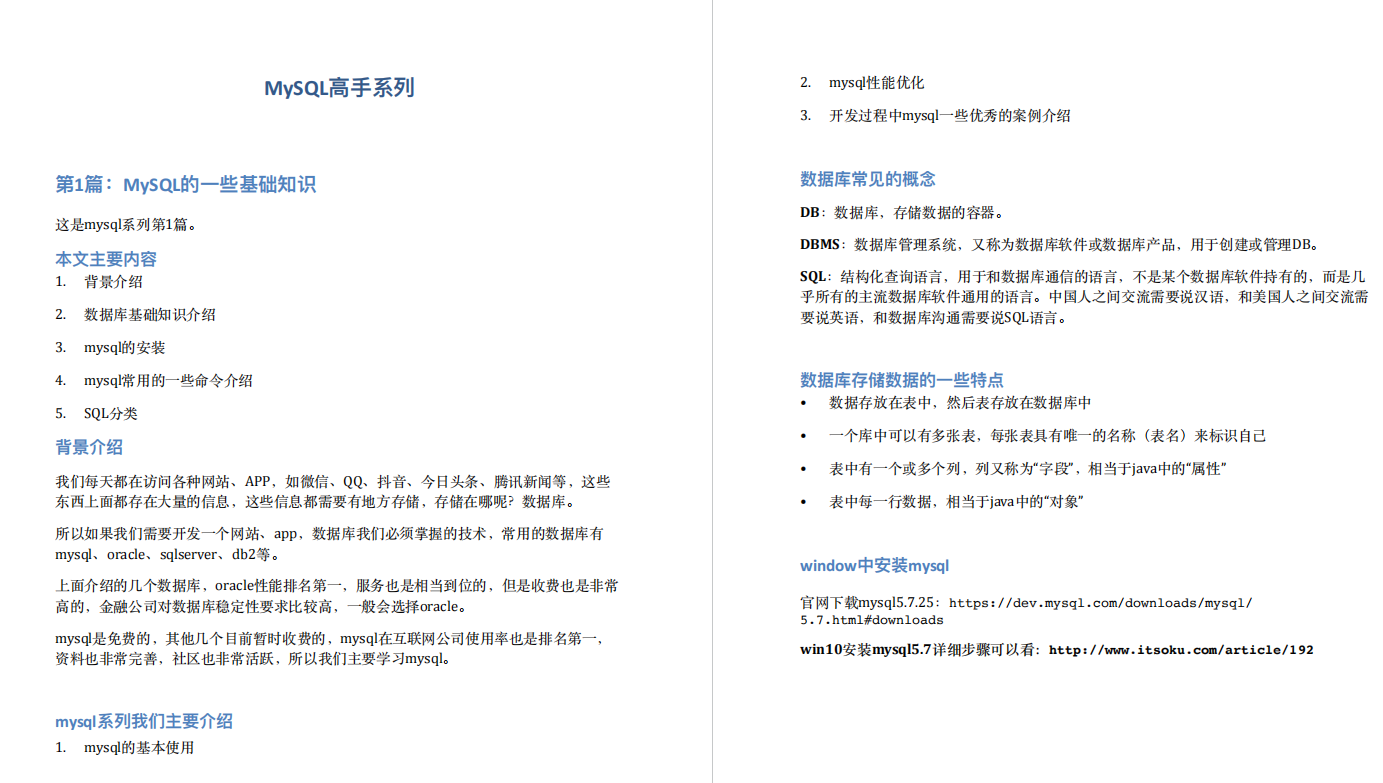 MySQL高手系列
第1篇：MySQL的一些基础知识
这是mysql系列第1篇。
本文主要内容
1. 背景介绍
2. 数据库基础知识介绍
3. mysql的安装
4. mysql常用的一些命令介绍
5. SQL分类
背景介绍
我们每天都在访问各种网站、APP，如微信、QQ、抖音、今日头条、腾讯新闻等，这些
东西上面都存在大量的信息，这些信息都需要有地方存储，存储在哪呢？数据库。
所以如果我们需要开发一个网站、app，数据库我们必须掌握的技术，常用的数据库有
mysql、oracle、sqlserver、db2等。
上面介绍的几个数据库，oracle性能排名第一，服务也是相当到位的，但是收费也是非常
高的，金融公司对数据库稳定性要求比较高，一般会选择oracle。
mysql是免费的，其他几个目前暂时收费的，mysql在互联网公司使用率也是排名第一，
资料也非常完善，社区也非常活跃，所以我们主要学习mysql。
mysql系列我们主要介绍
1. mysql的基本使用
2. mysql性能优化
3. 开发过程中mysql一些优秀的案例介绍
数据库常见的概念
DB：数据库，存储数据的容器。
DBMS：数据库管理系统，又称为数据库软件或数据库产品，用于创建或管理DB。
SQL：结构化查询语言，用于和数据库通信的语言，不是某个数据库软件持有的，而是几
乎所有的主流数据库软件通用的语言。中国人之间交流需要说汉语，和美国人之间交流需
要说英语，和数据库沟通需要说SQL语言。
数据库存储数据的一些特点
• 数据存放在表中，然后表存放在数据库中
• 一个库中可以有多张表，每张表具有唯一的名称（表名）来标识自己
• 表中有一个或多个列，列又称为“字段”，相当于java中的“属性”
• 表中每一行数据，相当于java中的“对象”
window中安装mysql
官网下载mysql5.7.25：https://dev.mysql.com/downloads/mysql/
5.7.html#downloads
win10安装mysql5.7详细步骤可以看：http://www.itsoku.com/article/192